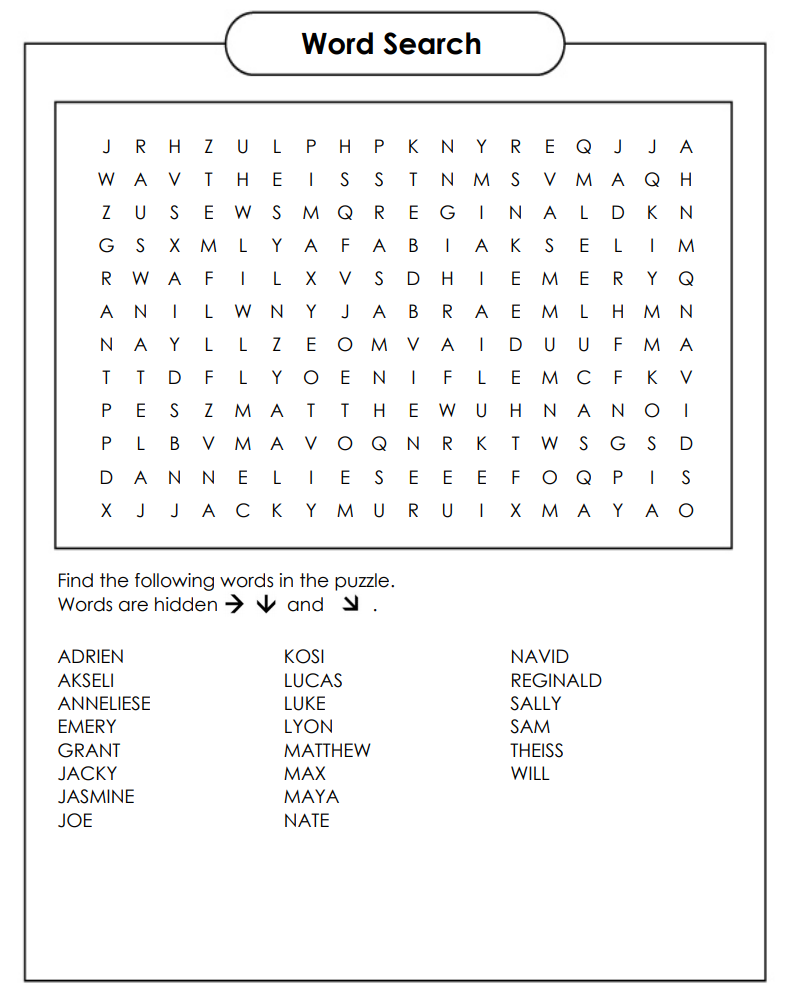 Word Search
J R H Z U L P H P K N Y R E Q J J A
W A V T H E I S S T N M S V M A Q H
Z U S E W S M Q R E G I N A L D K N
G S X M L Y A F A B I A K S E L I M
R W A F I L X V S D H I E M E R Y Q
A N I L W N Y J A B R A E M L H M N
N A Y L L Z E O M V A I D U U F M A
T T D F L Y O E N I F L E M C F K V
P E S Z M A T T H E W U H N A N O I
P L B V M A V O Q N R K T W S G S D
D A N N E L I E S E E E F O Q P I S
X J J A C K Y M U R U I X M A Y A O
Find the following words in the puzzle.
Words are hidden → ↓ and ↘ .
ADRIEN
AKSELI
ANNELIESE
EMERY
GRANT
JACKY
JASMINE
JOE
KOSI
LUCAS
LUKE
LYON
MATTHEW
MAX
MAYA
NATE
NAVID
REGINALD
SALLY
SAM
THEISS
WILL